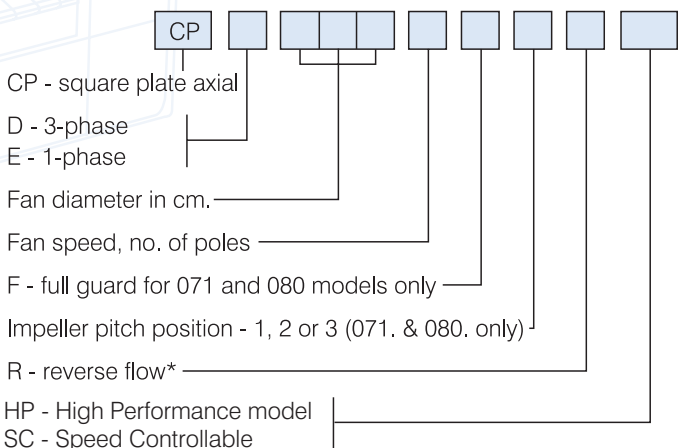 CP
CP - square plate axial
D - 3-phase
E - 1-phase
Fan diameter in cm.
Fan speed, no. of poles
F - full guard for 071 and 080 models only
Impeller pitch position - 1, 2 or 3 (071. & 080. only)
R - reverse flow*
HP - High Performance model
SC - Speed Controllable